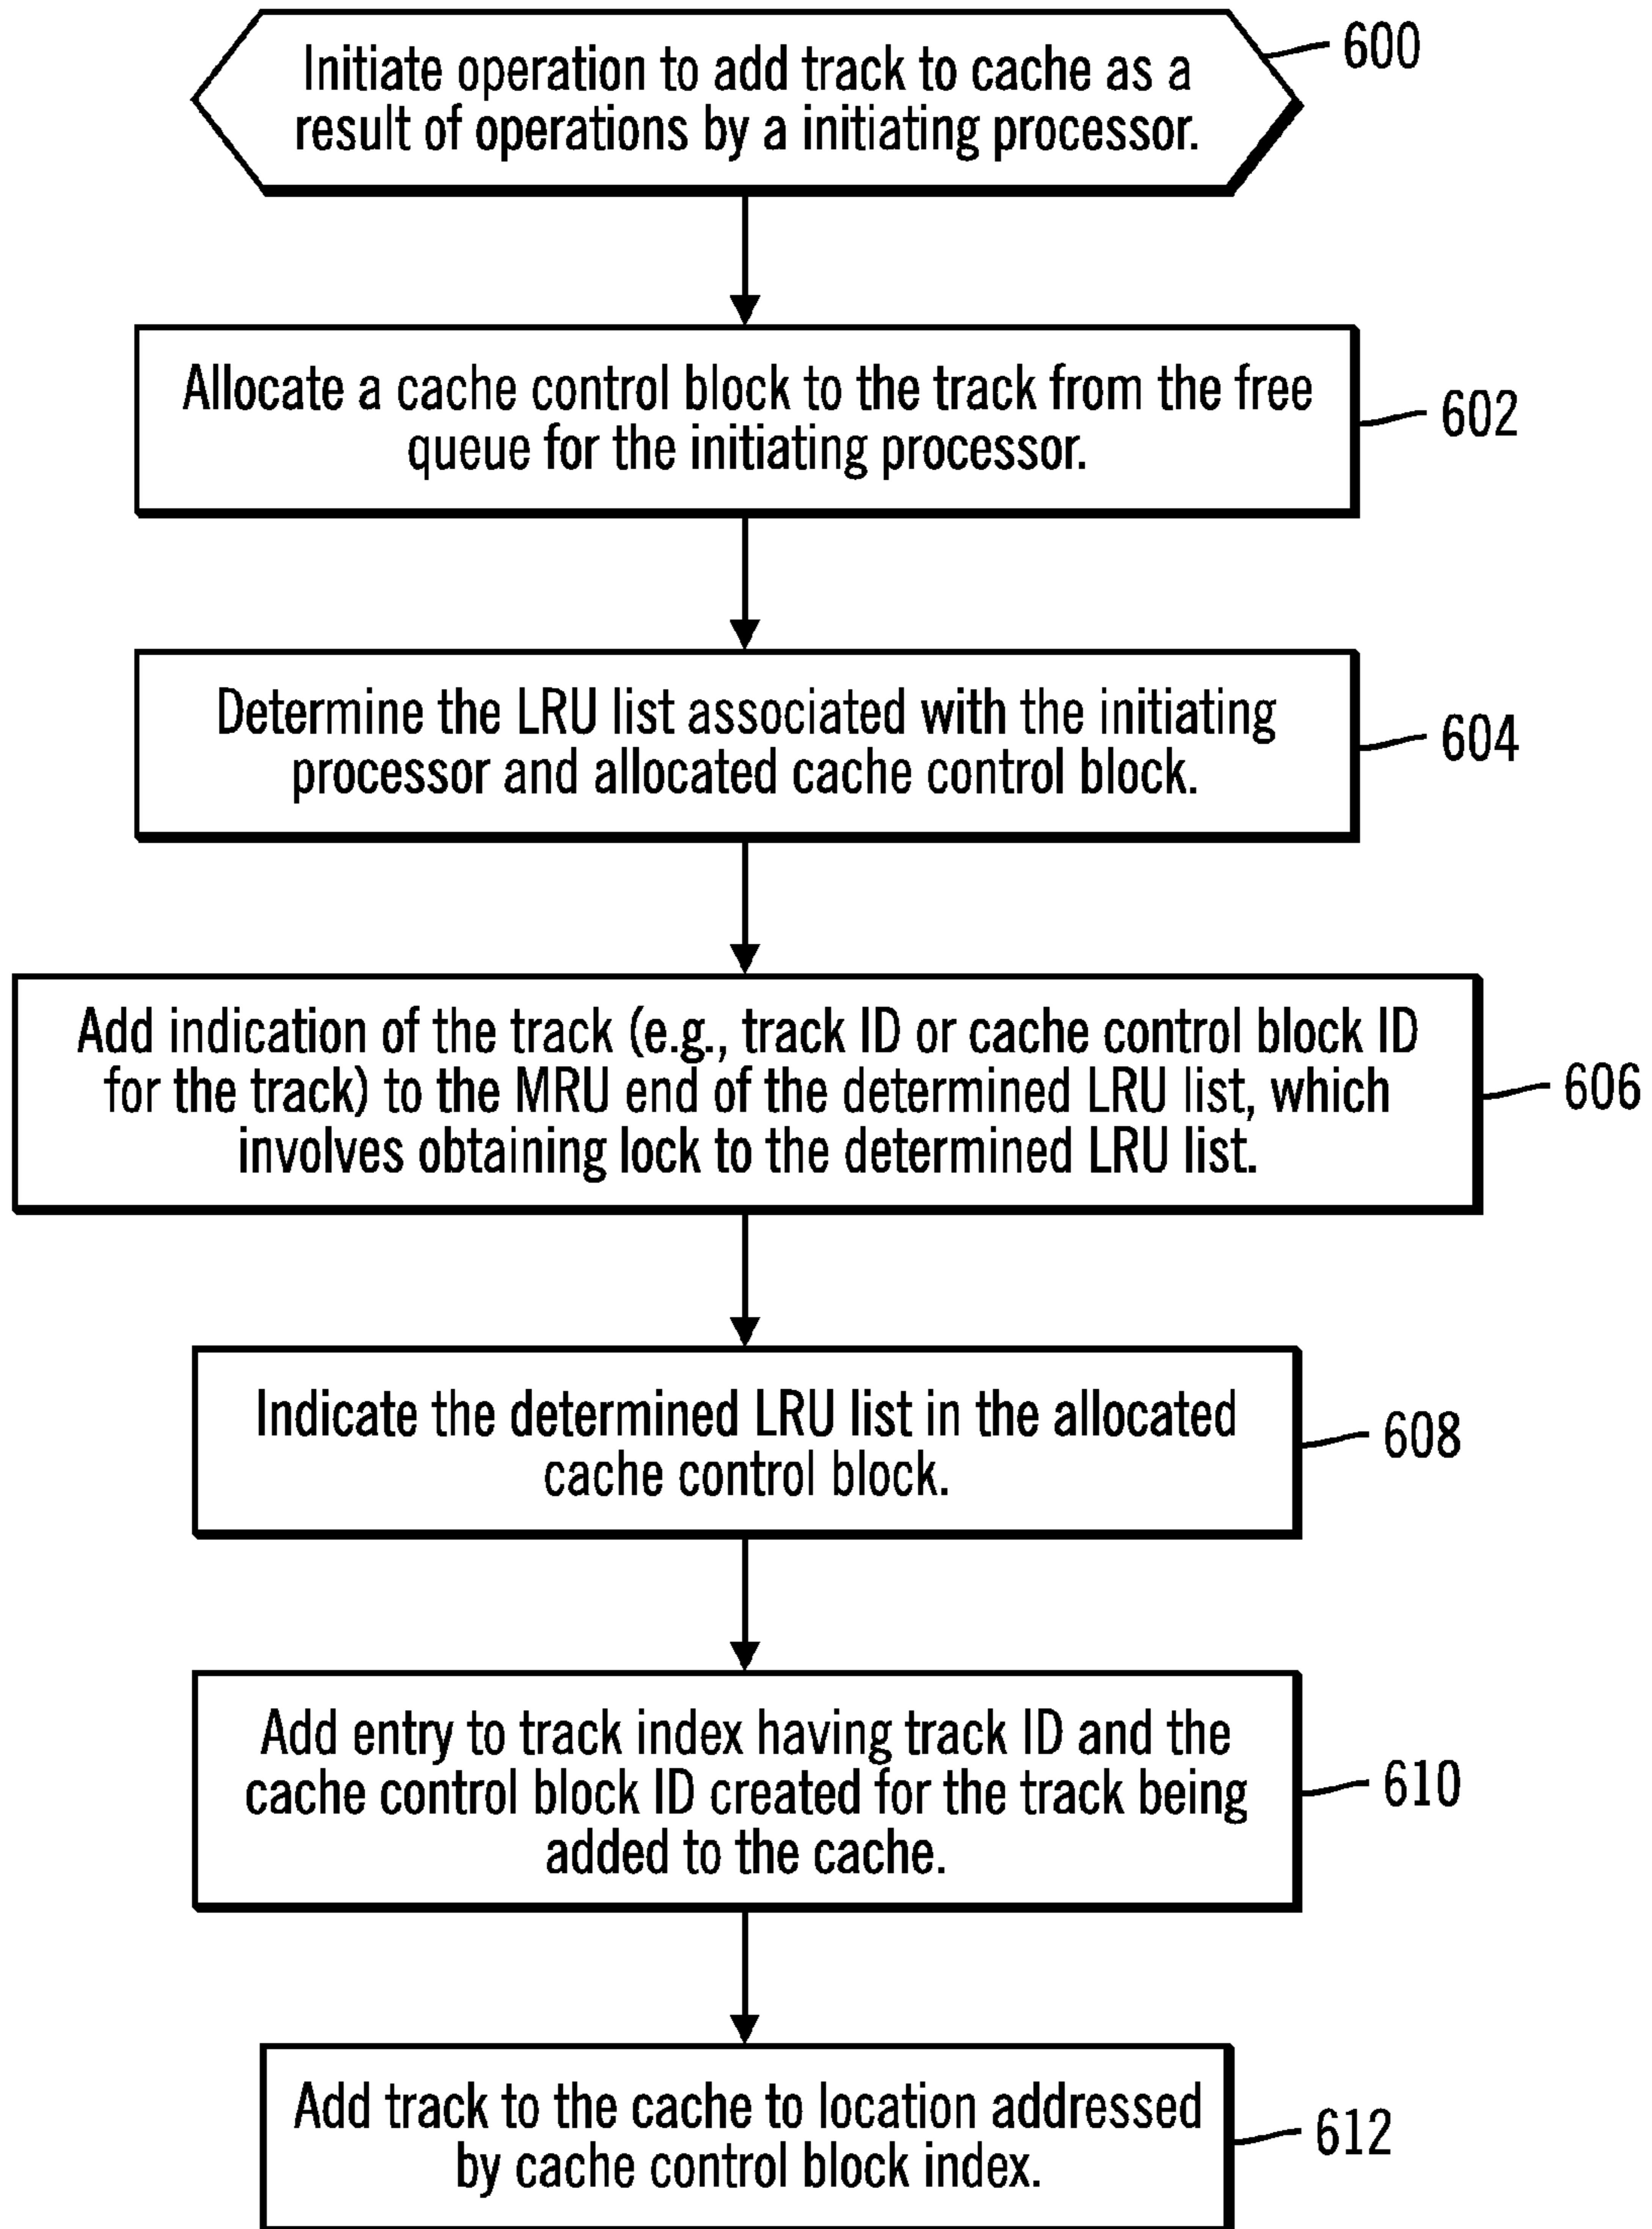 Initiate operation to add track to cache as a
result of operations by a initiating processor.
600
Allocate a cache control block to the track from the free
queue for the initiating processor.
602
Determine the LRU list associated with the initiating
processor and allocated cache control block.
604
Add indication of the track (e.g., track ID or cache control block ID
for the track) to the MRU end of the determined LRU list, which
involves obtaining lock to the determined LRU list.
606
Indicate the determined LRU list in the allocated
cache control block.
608
Add entry to track index having track ID and the
cache control block ID created for the track being
added to the cache.
610
Add track to the cache to location addressed
by cache control block index.
612